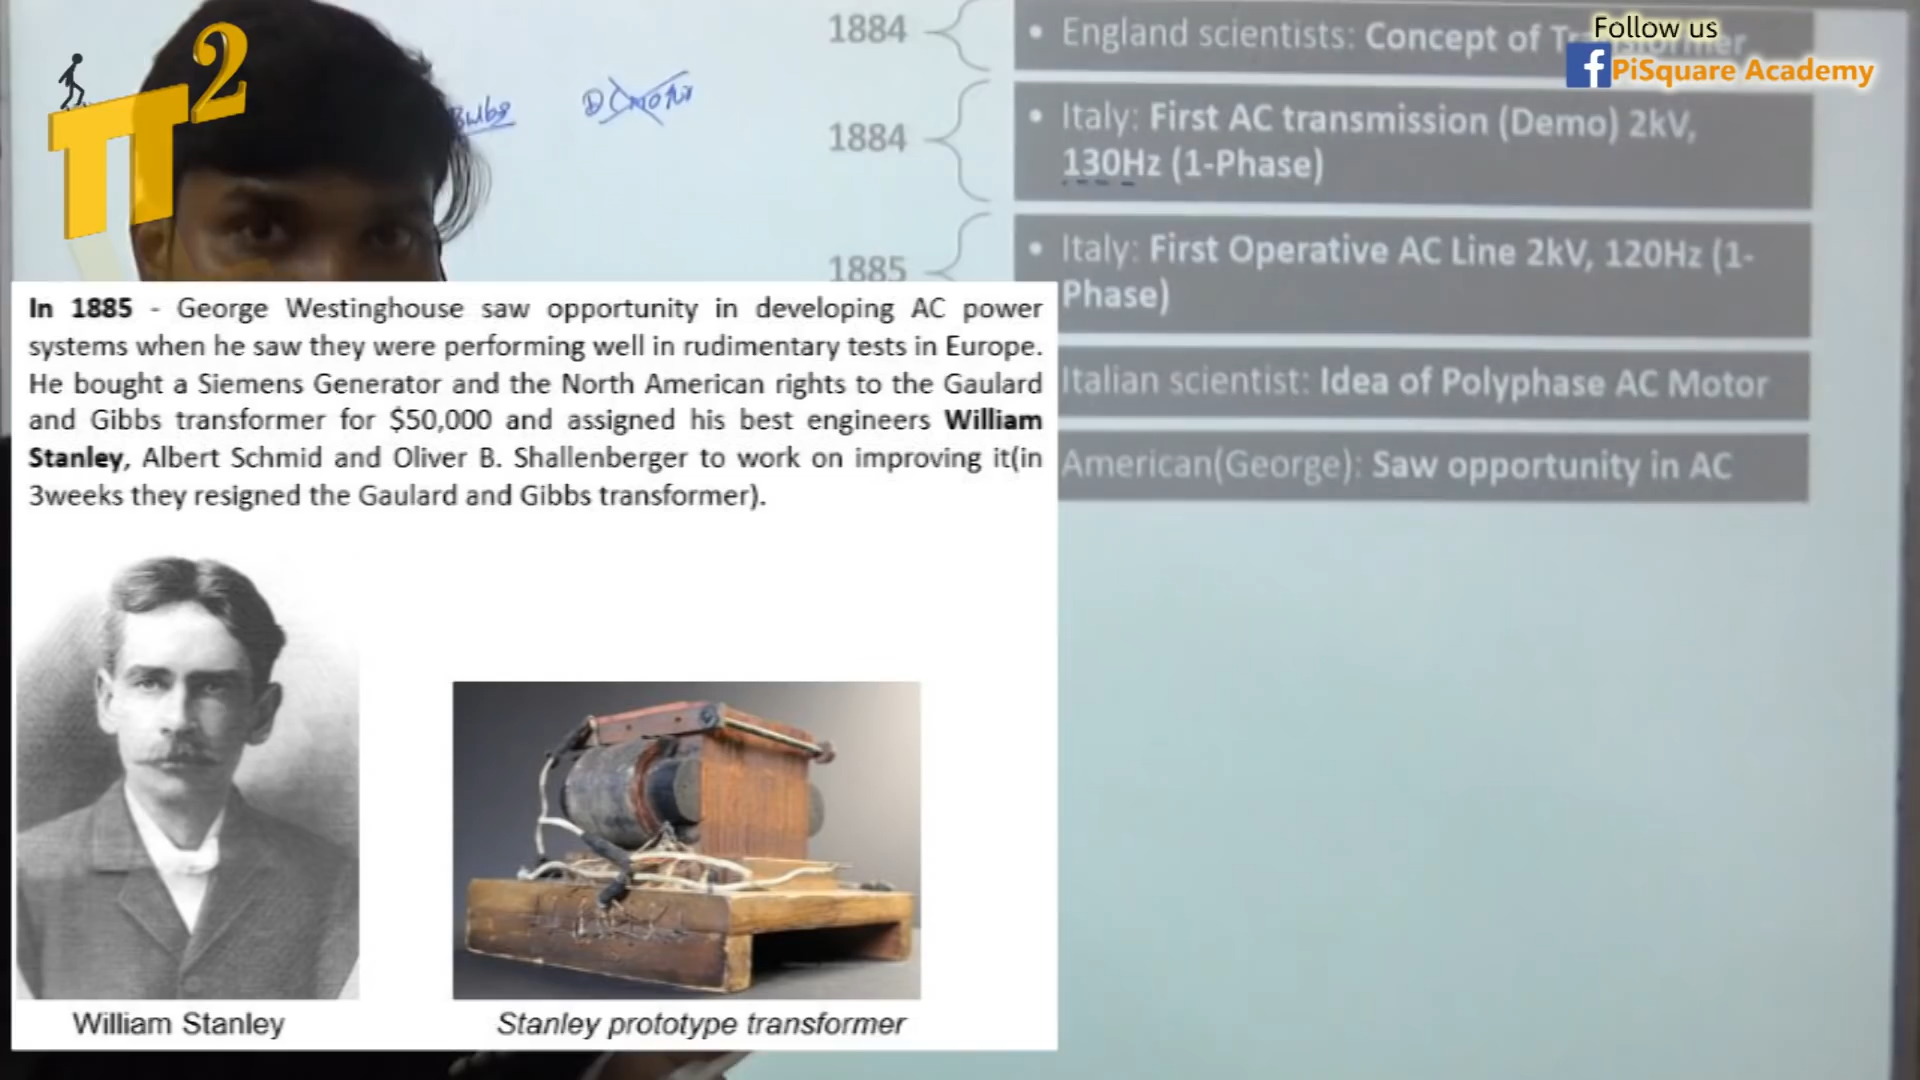 π2
Bulbs
DC motor
1884
• England scientists: Concept of Transformer
Follow us
f PiSquare Academy
1884
• Italy: First AC transmission (Demo) 2kV,
130Hz (1-Phase)
1885
• Italy: First Operative AC Line 2kV, 120Hz (1-
Phase)
Italian scientist: Idea of Polyphase AC Motor
American(George): Saw opportunity in AC
In 1885 - George Westinghouse saw opportunity in developing AC power
systems when he saw they were performing well in rudimentary tests in Europe.
He bought a Siemens Generator and the North American rights to the Gaulard
and Gibbs transformer for $50,000 and assigned his best engineers William
Stanley, Albert Schmid and Oliver B. Shallenberger to work on improving it(in
3weeks they resigned the Gaulard and Gibbs transformer).
William Stanley
Stanley prototype transformer